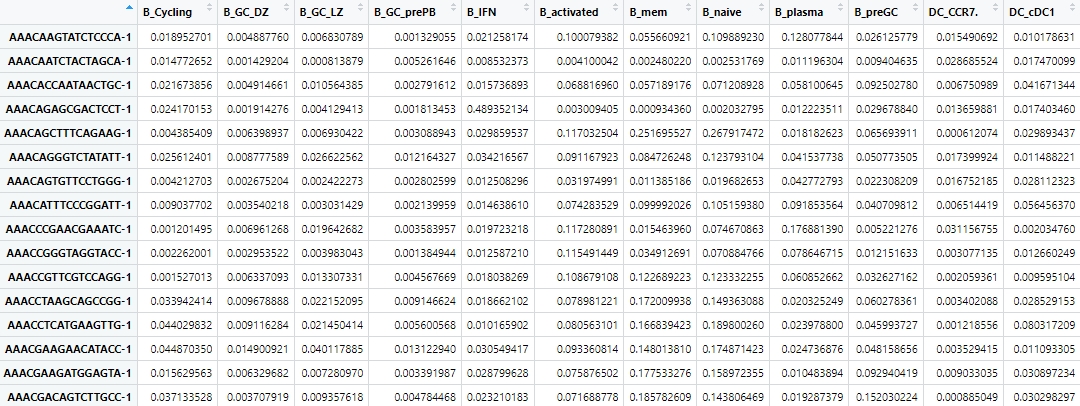 B_Cycling B_GC_DZ B_GC_LZ B_GC_prePB B_IFN B_activated B_mem B_naive B_plasma B_preGC DC_CCR7. DC_cDC1
AAACAAGTATCTCCCA-1 0.018952701 0.004887760 0.006830789 0.001329055 0.021258174 0.100079382 0.055660921 0.109889230 0.128077844 0.026125779 0.015490692 0.010178631
AAACAATCTACTAGCA-1 0.014772652 0.001429204 0.000813879 0.005261646 0.008532373 0.004100042 0.002480220 0.002531769 0.011196304 0.009404635 0.028685524 0.017470099
AAACACCAATAACTGC-1 0.021673856 0.004914661 0.010564385 0.002791612 0.015736893 0.068816960 0.057189176 0.071208928 0.058100645 0.092502780 0.006750989 0.041671344
AAACAGAGCGACTCCT-1 0.024170153 0.001914276 0.004129413 0.001813453 0.489352134 0.003009405 0.000934360 0.002032795 0.012223511 0.029678840 0.013659881 0.017403460
AAACAGCTTTCAGAAG-1 0.004385409 0.006398937 0.006930422 0.003088943 0.029859537 0.117032504 0.251695527 0.267917472 0.018182623 0.065693911 0.000612074 0.029893437
AAACAGGGTCTATATT-1 0.025612401 0.008777589 0.026622562 0.012164327 0.034216567 0.091167923 0.084726248 0.123793104 0.041537738 0.050773505 0.017399924 0.011488221
AAACAGTGTTCCTGGG-1 0.004212703 0.002675204 0.002422273 0.002802599 0.012508296 0.031974991 0.011385186 0.019682653 0.042772793 0.022308209 0.016752185 0.028112323
AAACATTTCCCGGATT-1 0.009037702 0.003540218 0.003031429 0.002139959 0.014638610 0.074283529 0.099992026 0.105159380 0.091853564 0.040709812 0.006514419 0.056456370
AAACCCGAACGAAATC-1 0.001201495 0.006961268 0.019642682 0.003583957 0.019723218 0.117280891 0.015463960 0.074670863 0.176881390 0.005221276 0.031156755 0.002034760
AAACCGGGTAGGTACC-1 0.002262001 0.002953522 0.003983043 0.001384944 0.012587210 0.115491449 0.034912691 0.070884766 0.078646715 0.012151633 0.003077135 0.012660249
AAACCGTTCGTCCAGG-1 0.001527013 0.006337093 0.013307331 0.004567669 0.018038269 0.108679108 0.122689223 0.123332255 0.060852662 0.032627162 0.002059361 0.009595104
AAACCTAAGCAGCCGG-1 0.033942414 0.009678888 0.022152095 0.009146624 0.018662102 0.078981221 0.172009938 0.149363088 0.020325249 0.060278361 0.003402088 0.028529153
AAACCTCATGAAGTTG-1 0.044029832 0.009116284 0.021450414 0.005600568 0.010165902 0.080563101 0.166839423 0.189800260 0.023978800 0.045993727 0.001218556 0.080317209
AAACGAAGAACATACC-1 0.044870350 0.014900921 0.040117885 0.013122940 0.030549417 0.093360814 0.148013810 0.174871423 0.024736876 0.048158656 0.003529415 0.011093305
AAACGAAGATGGAGTA-1 0.015629563 0.006329682 0.007280970 0.003391987 0.028799628 0.075876502 0.177533276 0.158972355 0.010483894 0.092940419 0.009033035 0.030897234
AAACGACAGTCTTGCC-1 0.037133528 0.003707919 0.009357618 0.004784468 0.023210183 0.071688778 0.185782609 0.143806469 0.019287379 0.152030224 0.000885049 0.030298297